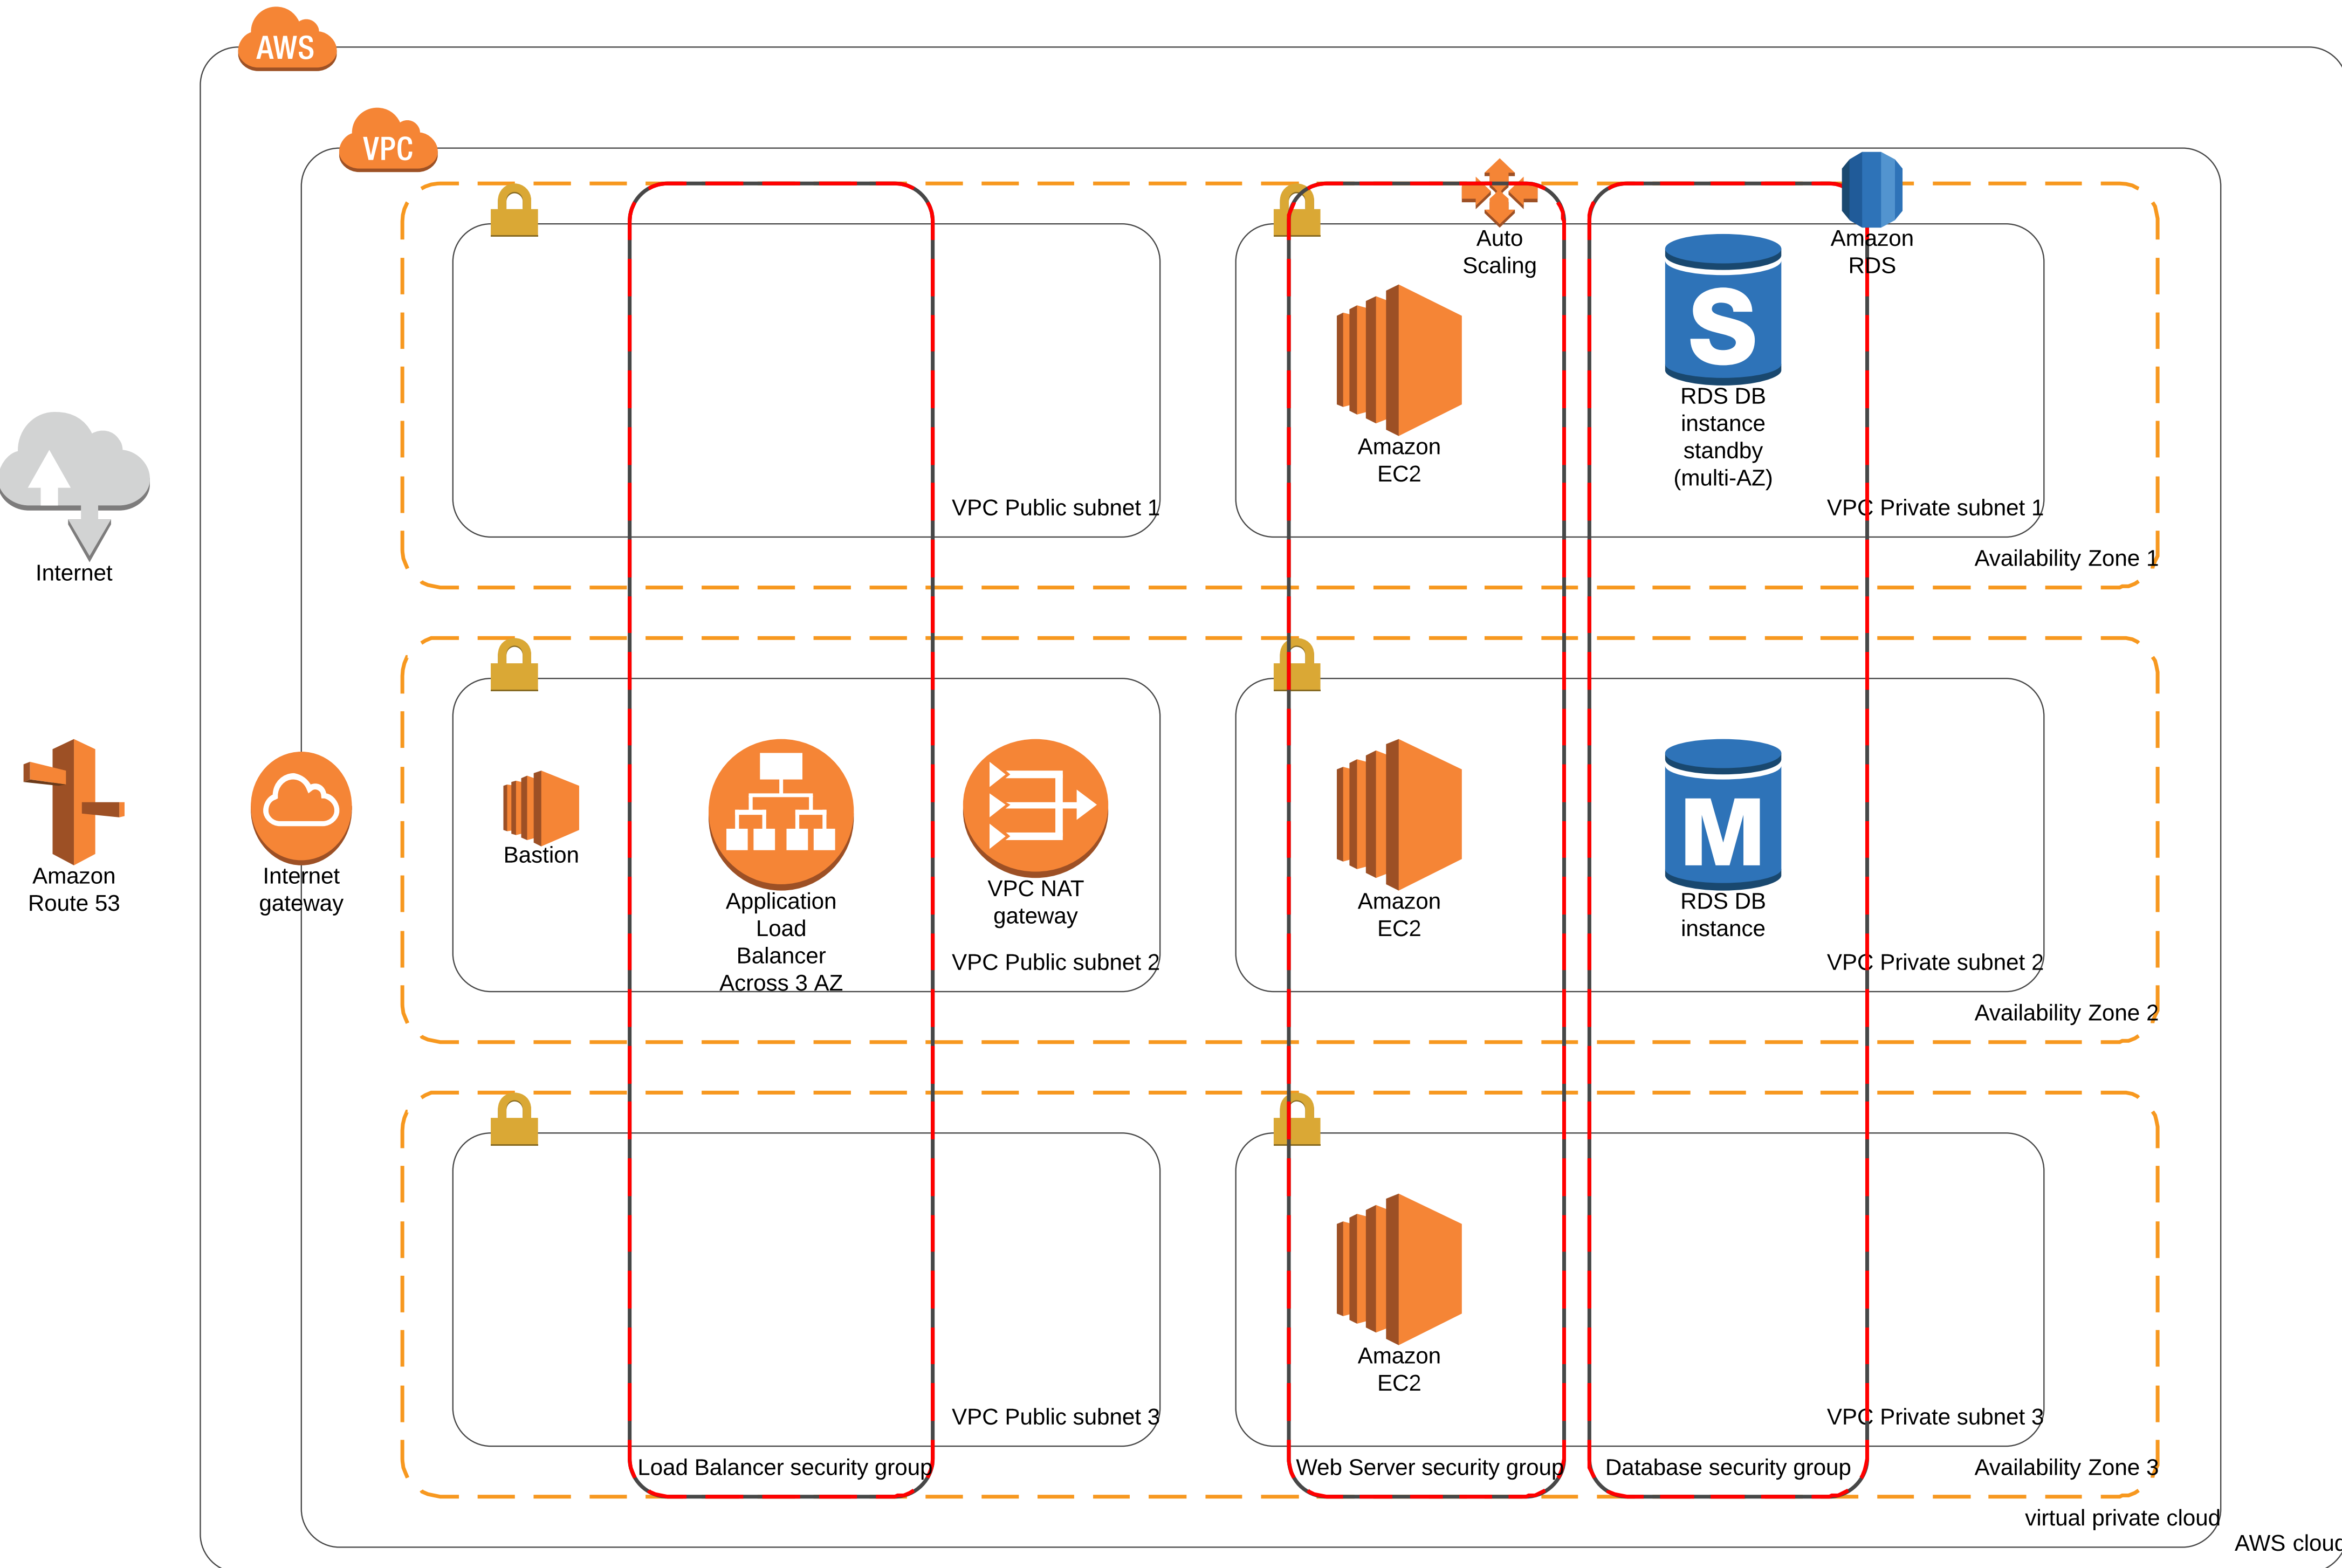 AWS
VPC
Auto
Scaling
Amazon
RDS
S
Amazon
EC2
RDS DB
instance
standby
(multi-AZ)
VPC Public subnet 1
VPC Private subnet 1
Availability Zone 1
Internet
Amazon
Route 53
Internet
gateway
Bastion
Application
Load
Balancer
Across 3 AZ
VPC NAT
gateway
VPC Public subnet 2
Amazon
EC2
M
RDS DB
instance
VPC Private subnet 2
Availability Zone 2
Amazon
EC2
VPC Public subnet 3
VPC Private subnet 3
Load Balancer security group
Web Server security group
Database security group
Availability Zone 3
virtual private cloud
AWS cloud